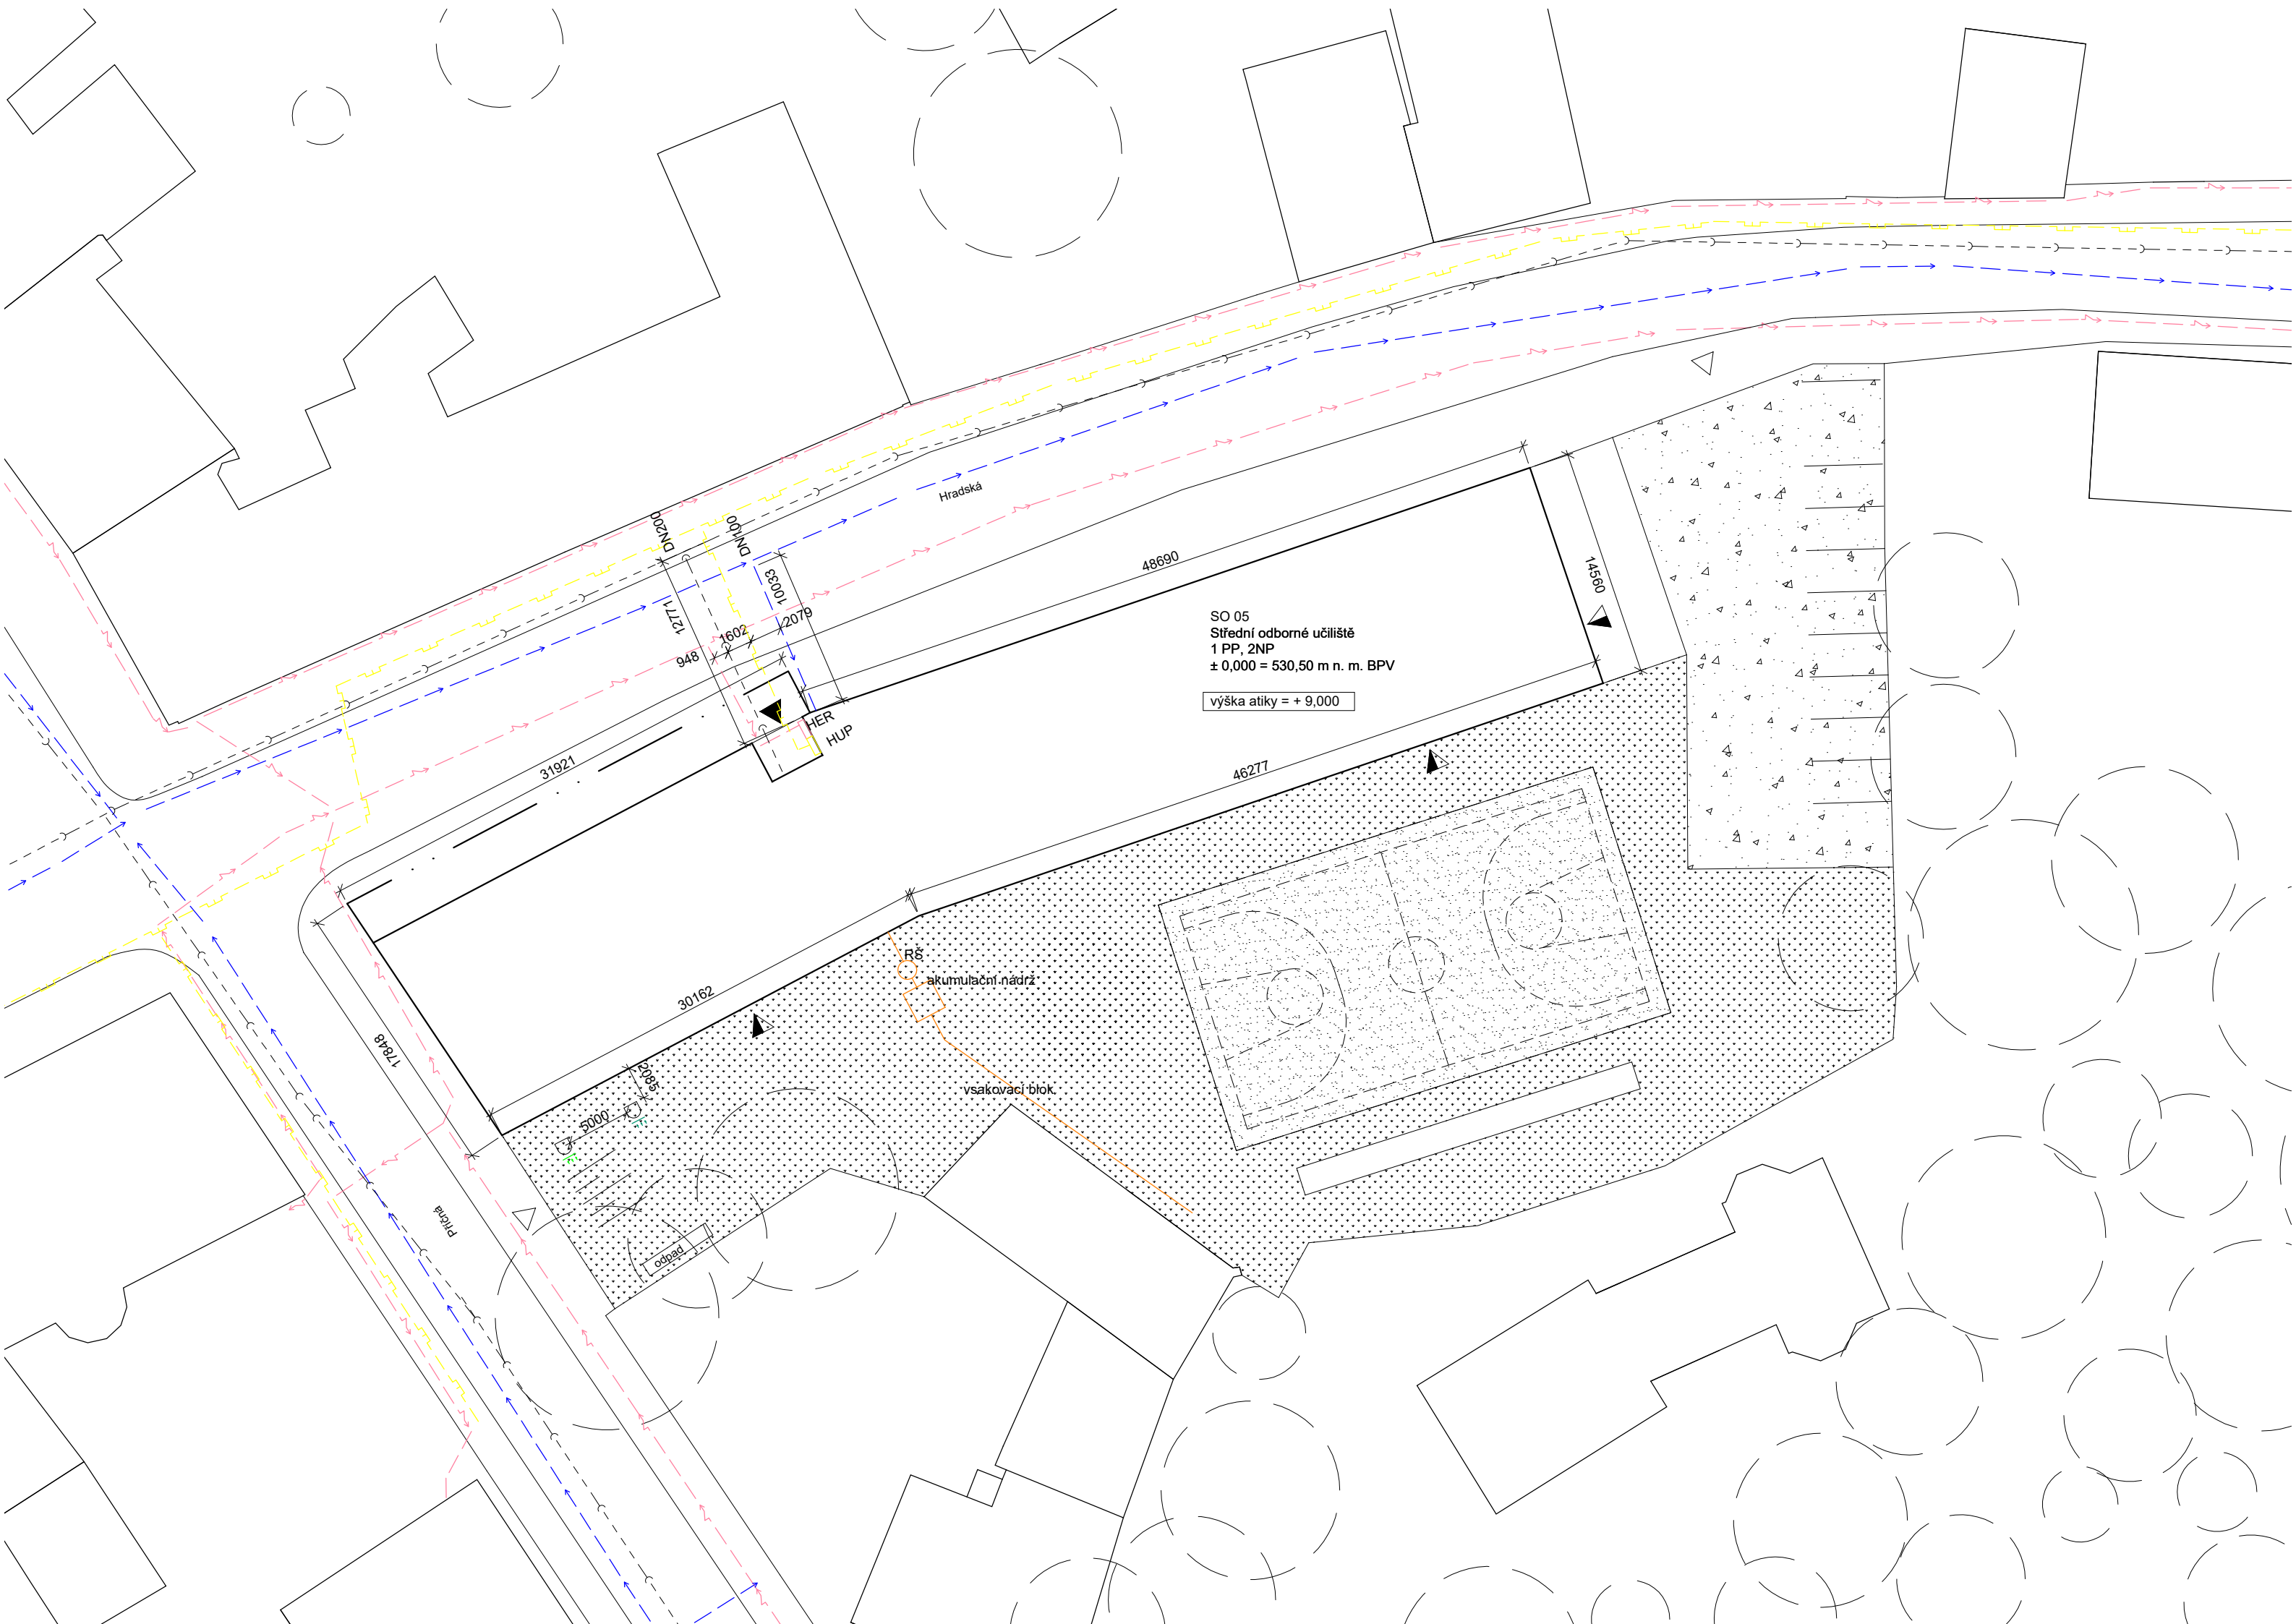 Hradská
DN200
DN100
12771
10033
1602
2079
948
48690
14560
SO 05
Střední odborné učiliště
1 PP, 2NP
± 0,000 = 530,50 m n. m. BPV
výška atiky = + 9,000
HER
HUP
31921
46277
RŠ
akumulační nádrž
30162
17848
vsakovací blok
2085
5000
Příčná
odpad